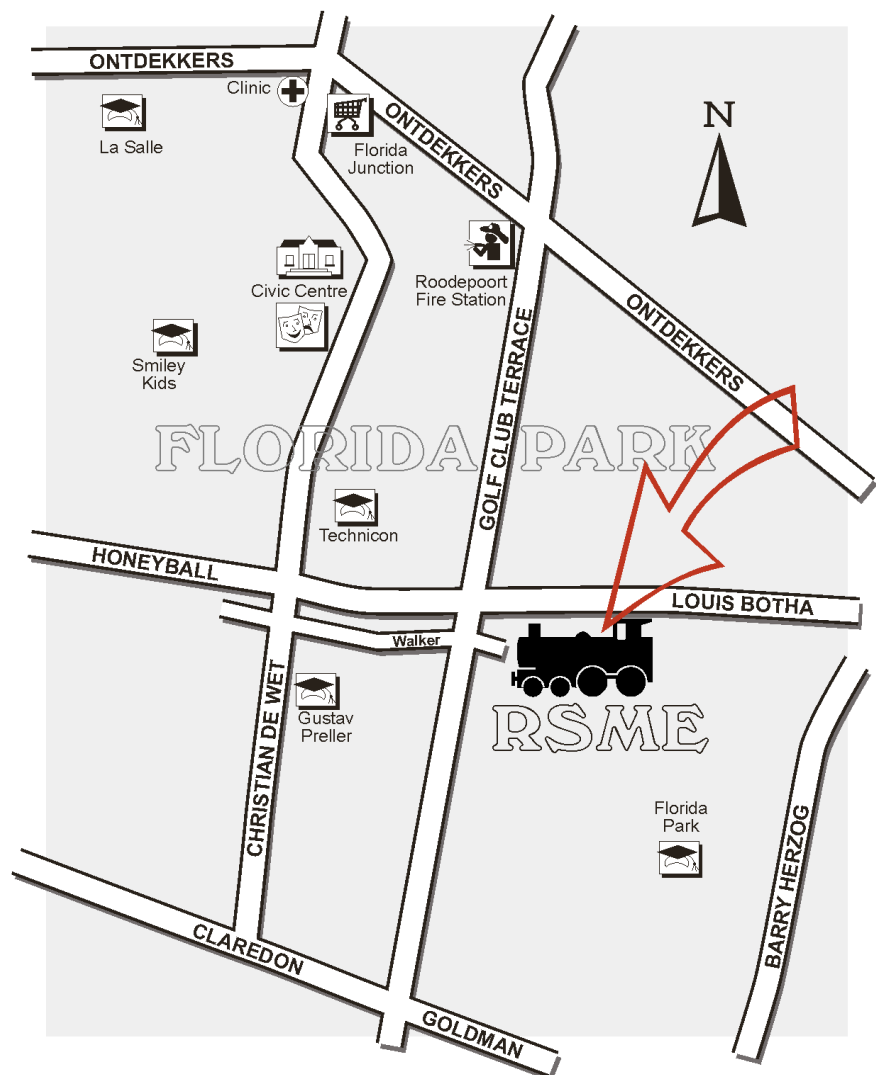 ONTDEKKERS
Clinic
La Salle
Florida
Junction
ONTDEKKERS
N
Civic Centre
Roodepoort
Fire Station
ONTDEKKERS
Smiley
Kids
GOLF CLUB TERRACE
FLORIDA PARK
Technicon
HONEYBALL
LOUIS BOTHA
Walker
Gustav
Preller
CHRISTIAN DE WET
RSME
Florida
Park
BARRY HERZOG
CLAREDON
GOLDMAN